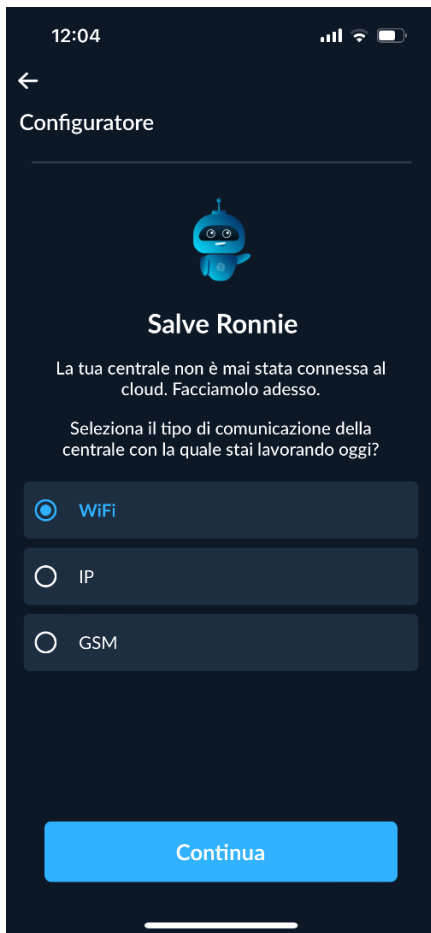 12:04
Configuratore
Salve Ronnie
La tua centrale non è mai stata connessa al
cloud. Facciamolo adesso.
Seleziona il tipo di comunicazione della
centrale con la quale stai lavorando oggi?
WiFi
IP
GSM
Continua